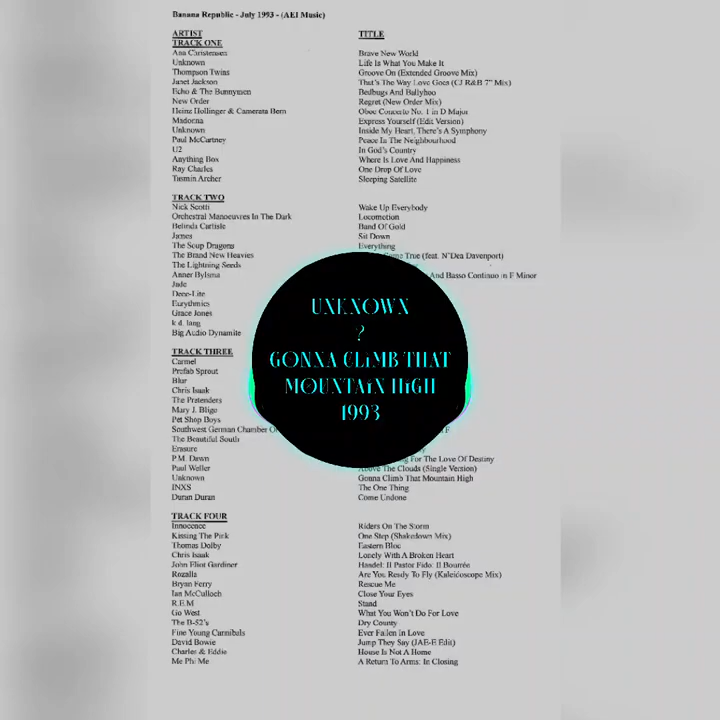 Banana Republic - July 1993 - (AEI Music)
ARTIST TITLE
TRACK ONE
Ana Christensen Brave New World
Unknown Life Is What You Make It
Thompson Twins Groove On (Extended Groove Mix)
Janet Jackson That's The Way Love Goes (CJ R&B 7" Mix)
Echo & The Bunnymen Bedbugs And Ballyhoo
New Order Regret (New Order Mix)
Heinz Hollinger & Camerata Bern Oboe Concerto No. 1 in D Major
Madonna Express Yourself (Edit Version)
Unknown Inside My Heart, There's A Symphony
Paul McCartney Peace In The Neighbourhood
U2 In God's Country
Anything Box Where Is Love And Happiness
Ray Charles One Drop Of Love
Tasmin Archer Sleeping Satellite
TRACK TWO
Nick Scotti Wake Up Everybody
Orchestral Manoeuvres In The Dark Locomotion
Belinda Carlisle Band Of Gold
James Sit Down
The Soup Dragons Everything
The Brand New Heavies Come True (feat. N'Dea Davenport)
The Lightning Seeds
Anner Bylsma And Basso Continuo in F Minor
Jade
Deee-Lite
Eurythmics
Grace Jones
k.d. lang
Big Audio Dynamite
UNKNOWN
?
GONNA CLiMB THAT
MOUNTAiN HiGH
1993
TRACK THREE
Carmel
Prefab Sprout
Blur
Chris Isaak
The Pretenders
Mary J. Blige
Pet Shop Boys
Southwest German Chamber F
The Beautiful South
Erasure
P.M. Dawn For The Love Of Destiny
Paul Weller Above The Clouds (Single Version)
Unknown Gonna Climb That Mountain High
INXS The One Thing
Duran Duran Come Undone
TRACK FOUR
Innocence Riders On The Storm
Kissing The Pink One Step (Shakedown Mix)
Thomas Dolby Eastern Bloc
Chris Isaak Lonely With A Broken Heart
John Eliot Gardiner Handel: Il Pastor Fido: Il Bourrée
Rozalla Are You Ready To Fly (Kaleidoscope Mix)
Bryan Ferry Rescue Me
Ian McCulloch Close Your Eyes
R.E.M Stand
Go West What You Won't Do For Love
The B-52's Dry County
Fine Young Cannibals Ever Fallen In Love
David Bowie Jump They Say (JAE-E Edit)
Charles & Eddie House Is Not A Home
Me Phi Me A Return To Arms: In Closing